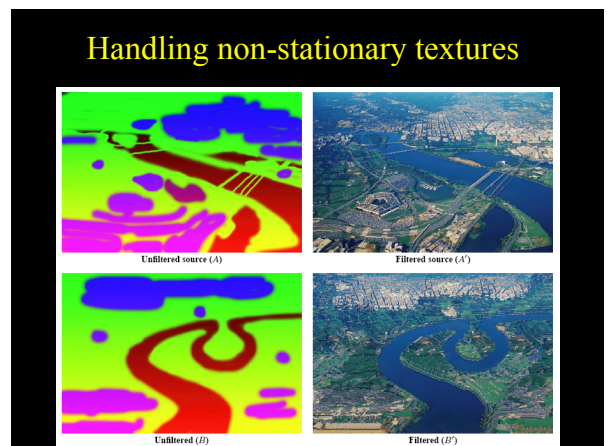 Handling non-stationary textures
Unfiltered source (A)
Filtered source (A′)
Unfiltered (B)
Filtered (B′)